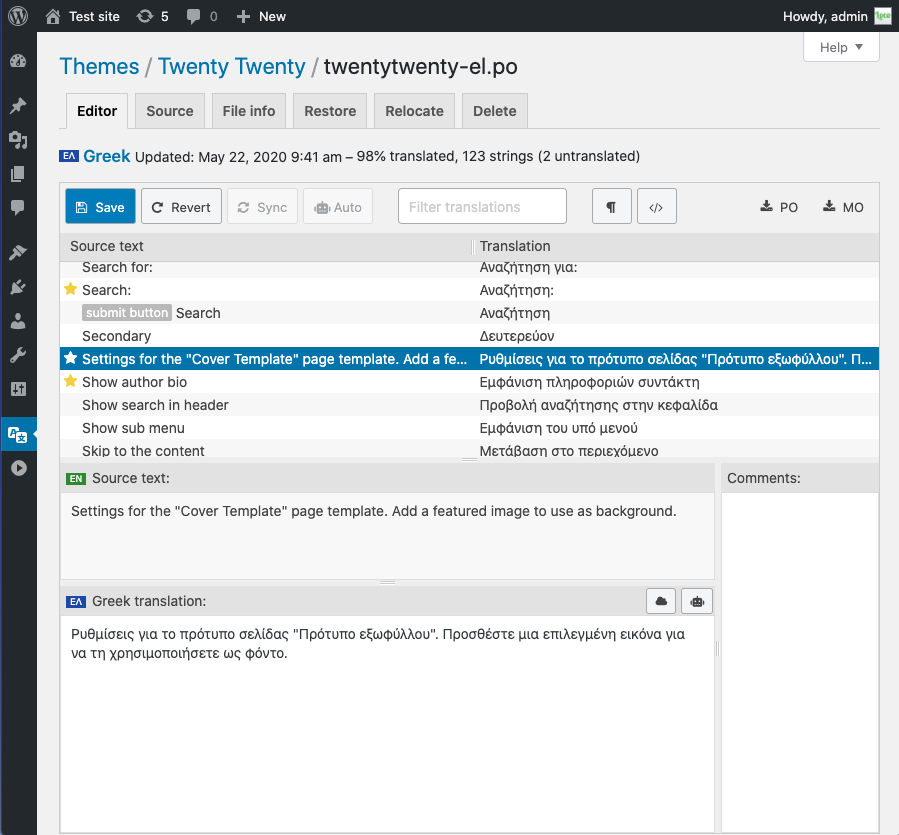 Test site 5 0 New Howdy, admin
Help
Themes / Twenty Twenty / twentytwenty-el.po
Editor Source File info Restore Relocate Delete
ΕΛ Greek Updated: May 22, 2020 9:41 am – 98% translated, 123 strings (2 untranslated)
Save Revert Sync Auto Filter translations ¶ </> PO MO
Source text Translation
Search for: Αναζήτηση για:
Search: Αναζήτηση:
submit button Search Αναζήτηση
Secondary Δευτερεύον
Settings for the "Cover Template" page template. Add a fe... Ρυθμίσεις για το πρότυπο σελίδας "Πρότυπο εξωφύλλου". Π...
Show author bio Εμφάνιση πληροφοριών συντάκτη
Show search in header Προβολή αναζήτησης στην κεφαλίδα
Show sub menu Εμφάνιση του υπό μενού
Skip to the content Μετάβαση στο περιεχόμενο
EN Source text: Comments:
Settings for the "Cover Template" page template. Add a featured image to use as background.
ΕΛ Greek translation:
Ρυθμίσεις για το πρότυπο σελίδας "Πρότυπο εξωφύλλου". Προσθέστε μια επιλεγμένη εικόνα για
να τη χρησιμοποιήσετε ως φόντο.